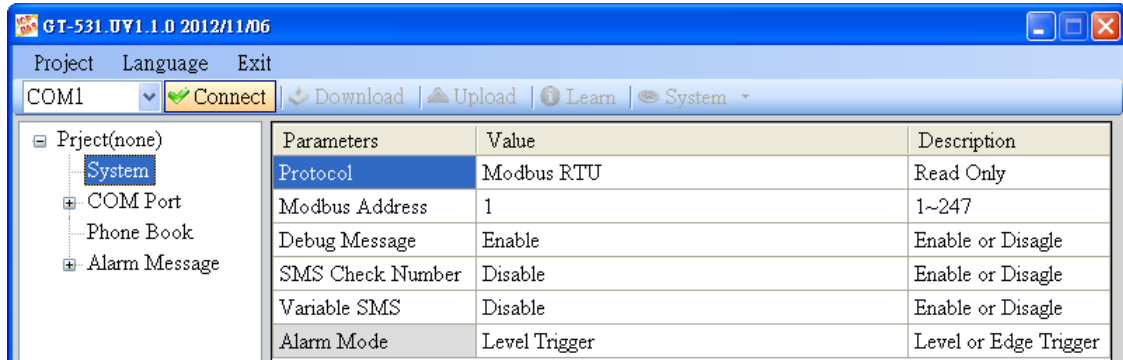 GT-531.UV1.1.0 2012/11/06
Project Language Exit
COM1 Connect Download Upload Learn System
Prject(none)
System
COM Port
Phone Book
Alarm Message
Parameters Value Description
Protocol Modbus RTU Read Only
Modbus Address 1 1~247
Debug Message Enable Enable or Disagle
SMS Check Number Disable Enable or Disagle
Variable SMS Disable Enable or Disagle
Alarm Mode Level Trigger Level or Edge Trigger